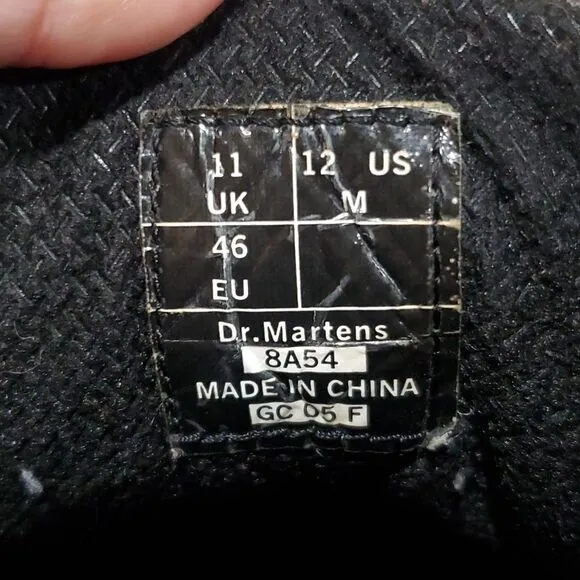 11 12 US
UK M
46
EU
Dr.Martens
8A54
MADE IN CHINA
GC 05 F